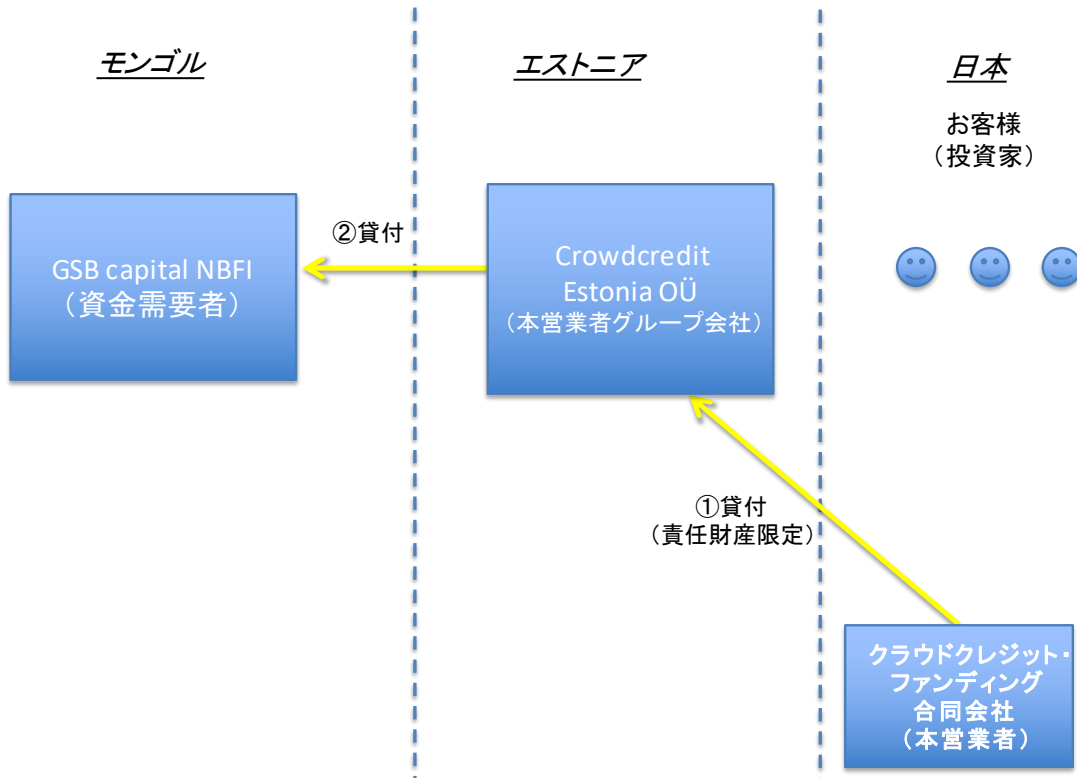 モンゴル
エストニア
日本
お客様
（投資家）
GSB capital NBFI
（資金需要者）
②貸付
Crowdcredit
Estonia OÜ
（本営業者グループ会社）
①貸付
（責任財産限定）
クラウドクレジット・
ファンディング
合同会社
（本営業者）